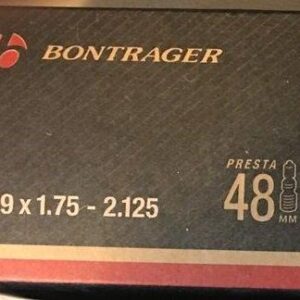 BONTRAGER
PRESTA
9 x 1.75 - 2.125
48
MM